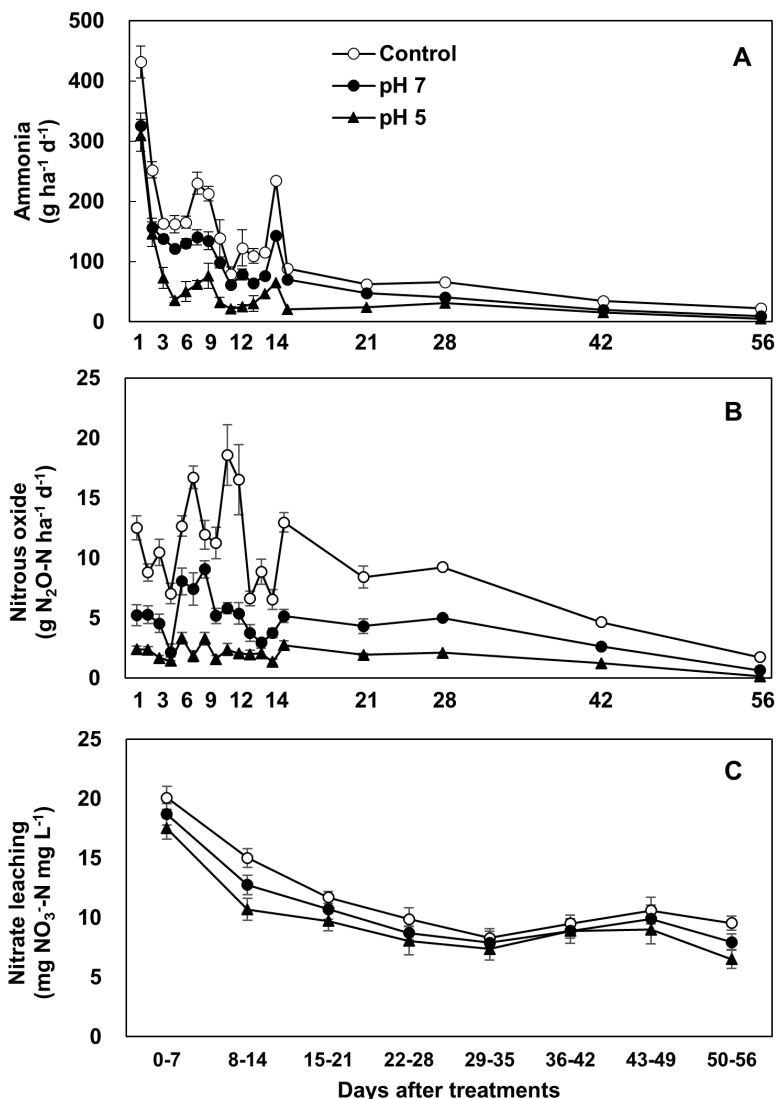 500
400
300
200
100
0
Ammonia
(g ha⁻¹ d⁻¹)
Control
pH 7
pH 5
A
1 3 6 9 12 14 21 28 42 56
25
20
15
10
5
0
Nitrous oxide
(g N₂O-N ha⁻¹ d⁻¹)
B
1 3 6 9 12 14 21 28 42 56
25
20
15
10
5
0
Nitrate leaching
(mg NO₃⁻-N mg L⁻¹)
C
0-7 8-14 15-21 22-28 29-35 36-42 43-49 50-56
Days after treatments